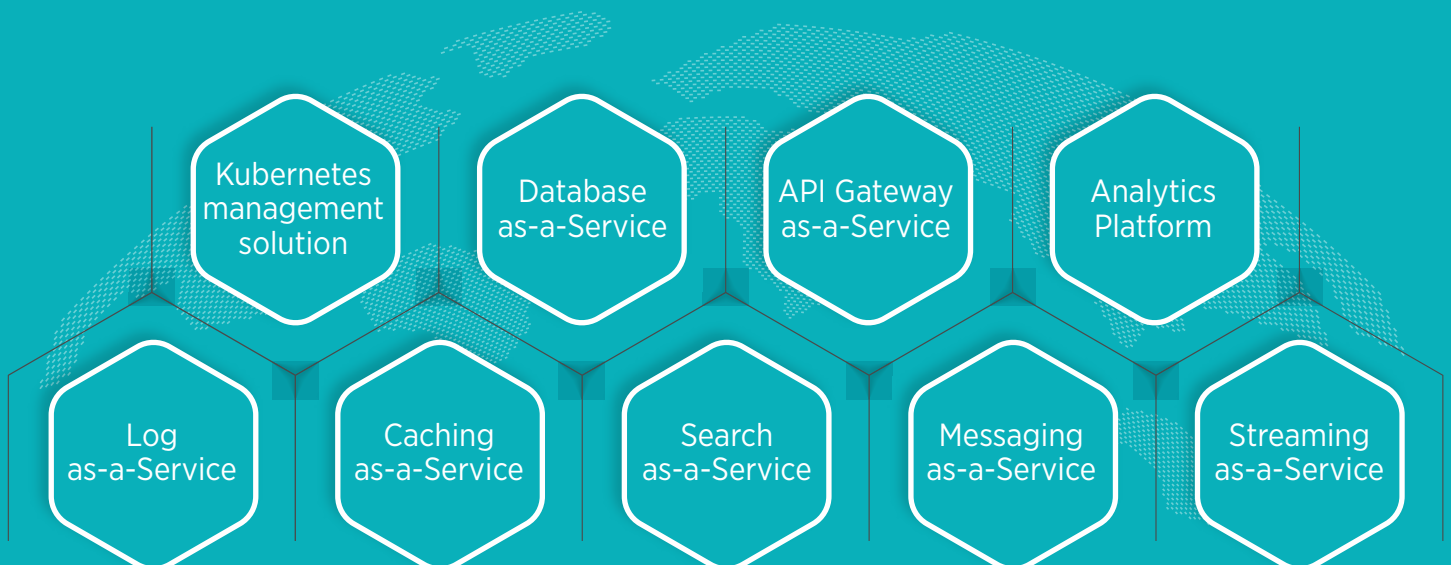 Kubernetes
management
solution
Database
as-a-Service
API Gateway
as-a-Service
Analytics
Platform
Log
as-a-Service
Caching
as-a-Service
Search
as-a-Service
Messaging
as-a-Service
Streaming
as-a-Service